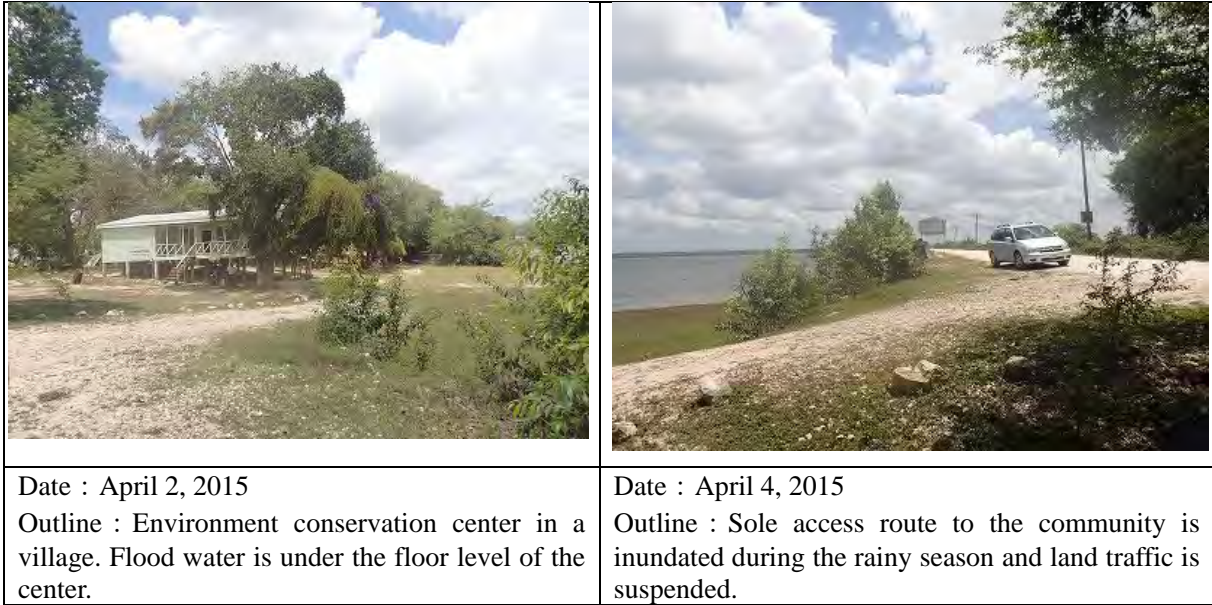 Date：April 2, 2015
Outline：Environment conservation center in a
village. Flood water is under the floor level of the
center.
Date：April 4, 2015
Outline：Sole access route to the community is
inundated during the rainy season and land traffic is
suspended.